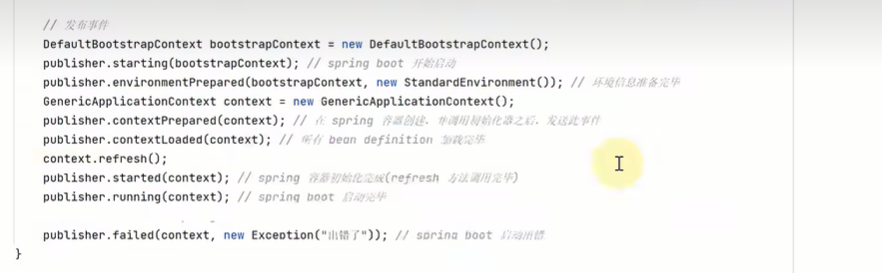 // 发布事件
DefaultBootstrapContext bootstrapContext = new DefaultBootstrapContext();
publisher.starting(bootstrapContext); // spring boot 开始启动
publisher.environmentPrepared(bootstrapContext, new StandardEnvironment()); // 环境信息准备完毕
GenericApplicationContext context = new GenericApplicationContext();
publisher.contextPrepared(context); // 在 spring 容器创建，并调用初始化器之后，发送此事件
publisher.contextLoaded(context); // 所有 bean definition 加载完毕
context.refresh();
publisher.started(context); // spring 容器初始化完成(refresh 方法调用完毕)
publisher.running(context); // spring boot 启动完毕
publisher.failed(context, new Exception("出错了")); // spring boot 启动出错
}